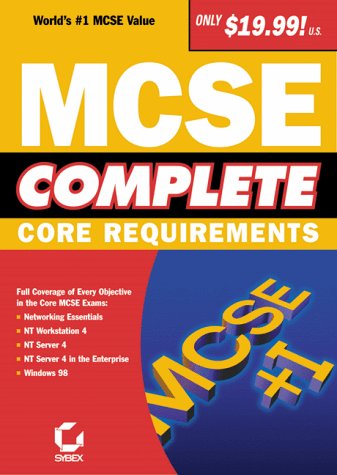 World's #1 MCSE Value
ONLY $19.99! U.S.
MCSE
COMPLETE
CORE REQUIREMENTS
Full Coverage of Every Objective
in the Core MCSE Exams:
Networking Essentials
NT Workstation 4
NT Server 4
NT Server 4 in the Enterprise
Windows 98
MCSE
+I
SYBEX